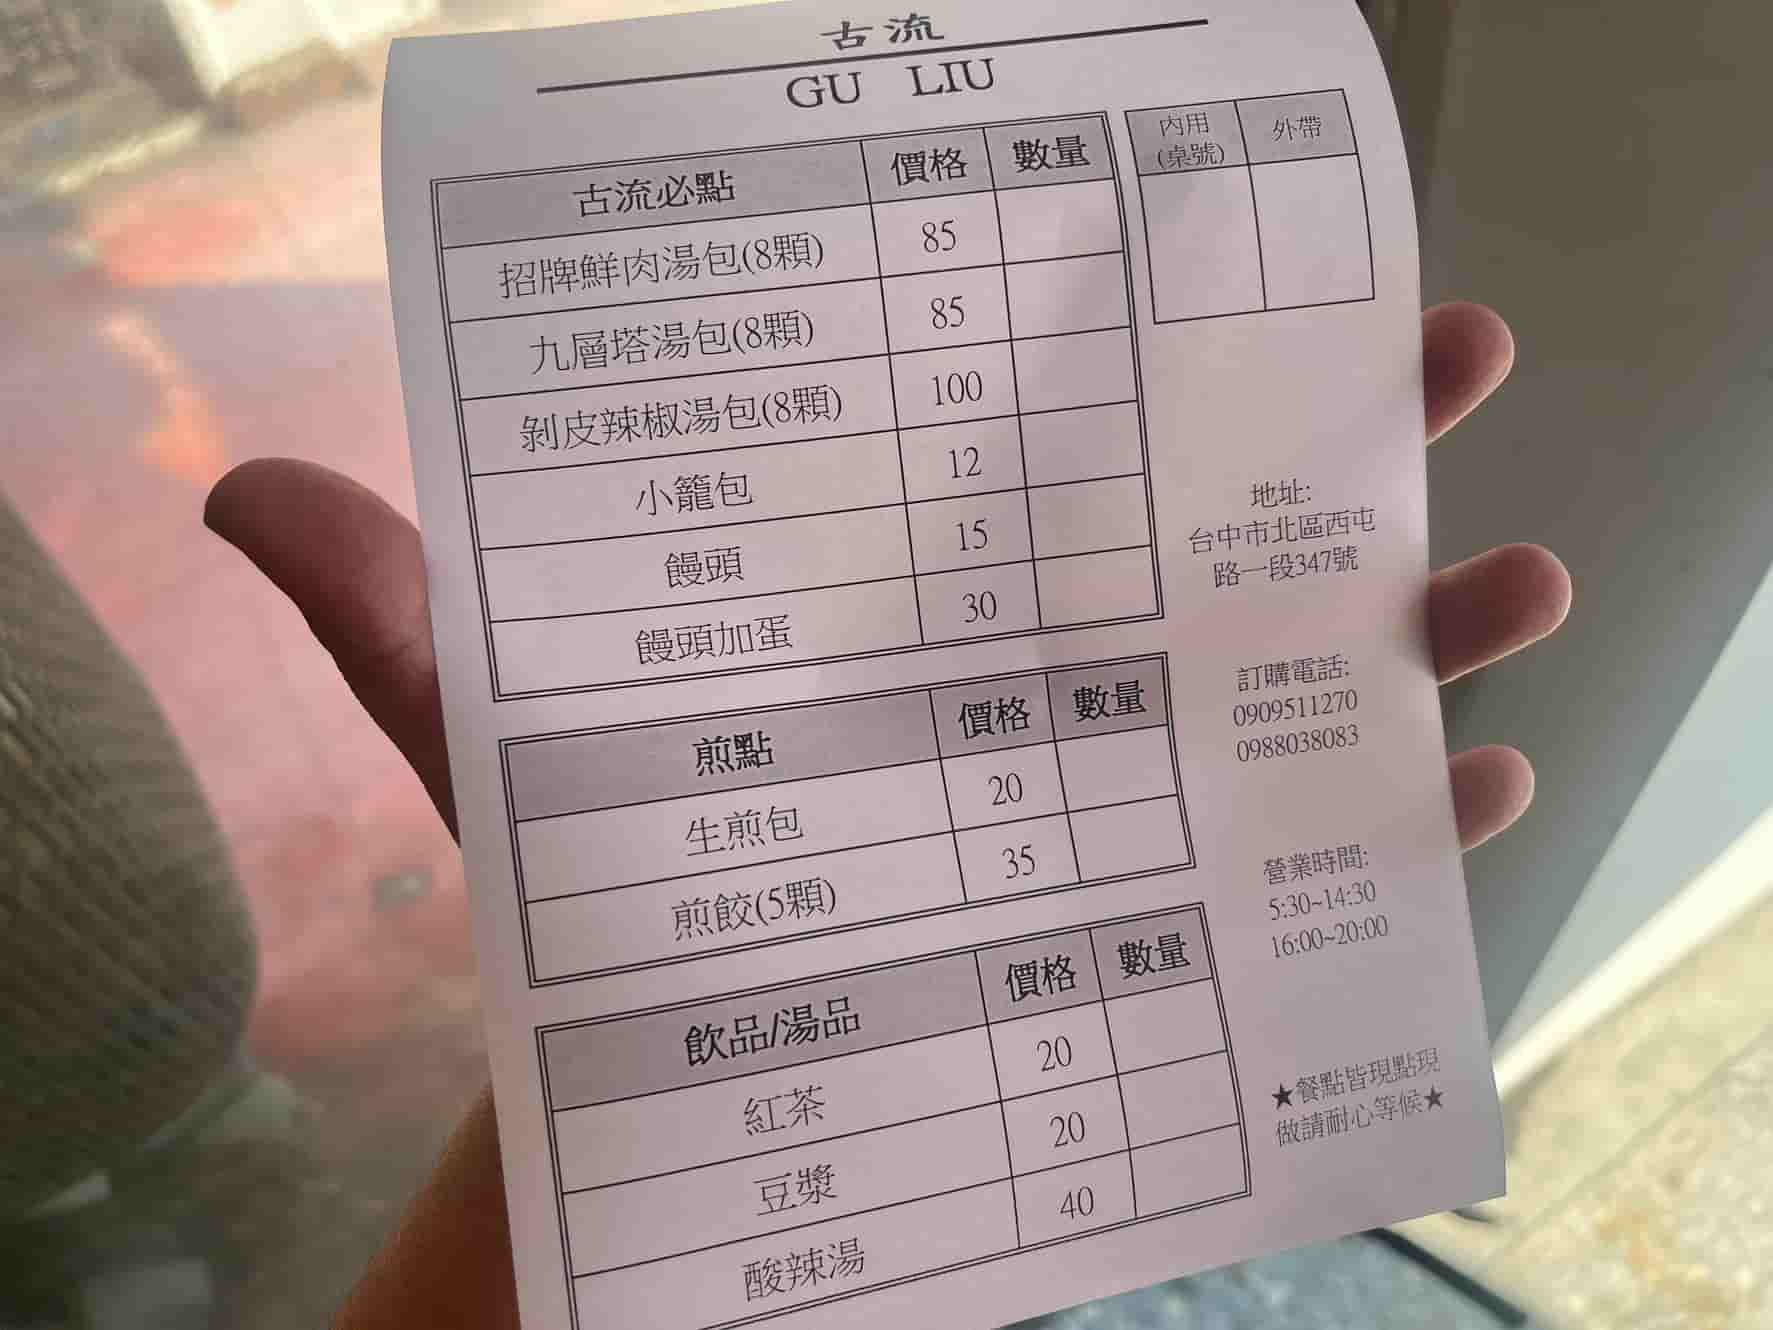 古流
GU LIU
古流必點 價格 數量
招牌鮮肉湯包(8顆) 85
九層塔湯包(8顆) 85
剝皮辣椒湯包(8顆) 100
小籠包 12
饅頭 15
饅頭加蛋 30
煎點 價格 數量
生煎包 20
煎餃(5顆) 35
飲品/湯品 價格 數量
紅茶 20
豆漿 20
酸辣湯 40
內用 外帶
(桌號)
地址:
台中市北區西屯
路一段347號
訂購電話:
0909511270
0988038083
營業時間:
5:30~14:30
16:00~20:00
★餐點皆現點現
做請耐心等候★